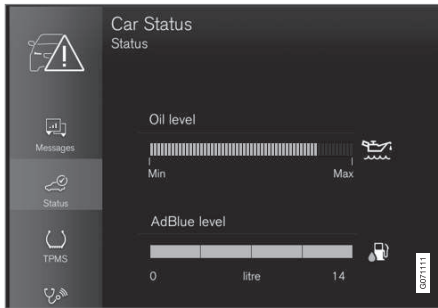 Car Status
Status
Messages
Status
TPMS
Oil level
Min Max
AdBlue level
0 litre 14
G071111